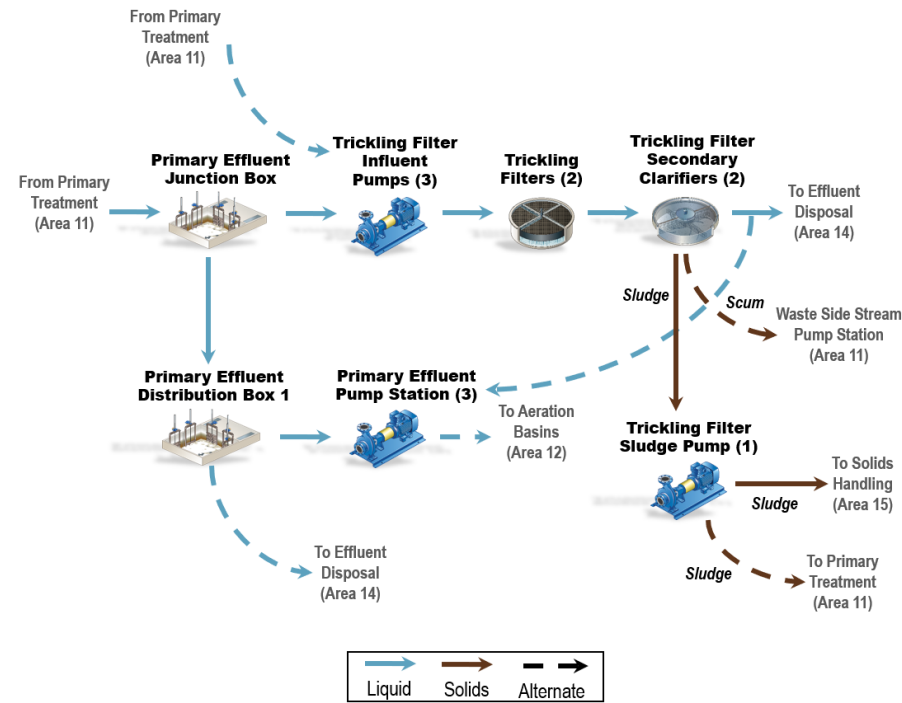 From Primary
Treatment
(Area 11)
From Primary
Treatment
(Area 11)
Primary Effluent
Junction Box
Trickling Filter
Influent
Pumps (3)
Trickling
Filters (2)
Trickling Filter
Secondary
Clarifiers (2)
To Effluent
Disposal
(Area 14)
Sludge
Scum
Waste Side Stream
Pump Station
(Area 11)
Primary Effluent
Distribution Box 1
Primary Effluent
Pump Station (3)
To Aeration
Basins
(Area 12)
Trickling Filter
Sludge Pump (1)
Sludge
To Solids
Handling
(Area 15)
To Effluent
Disposal
(Area 14)
Sludge
To Primary
Treatment
(Area 11)
Liquid
Solids
Alternate